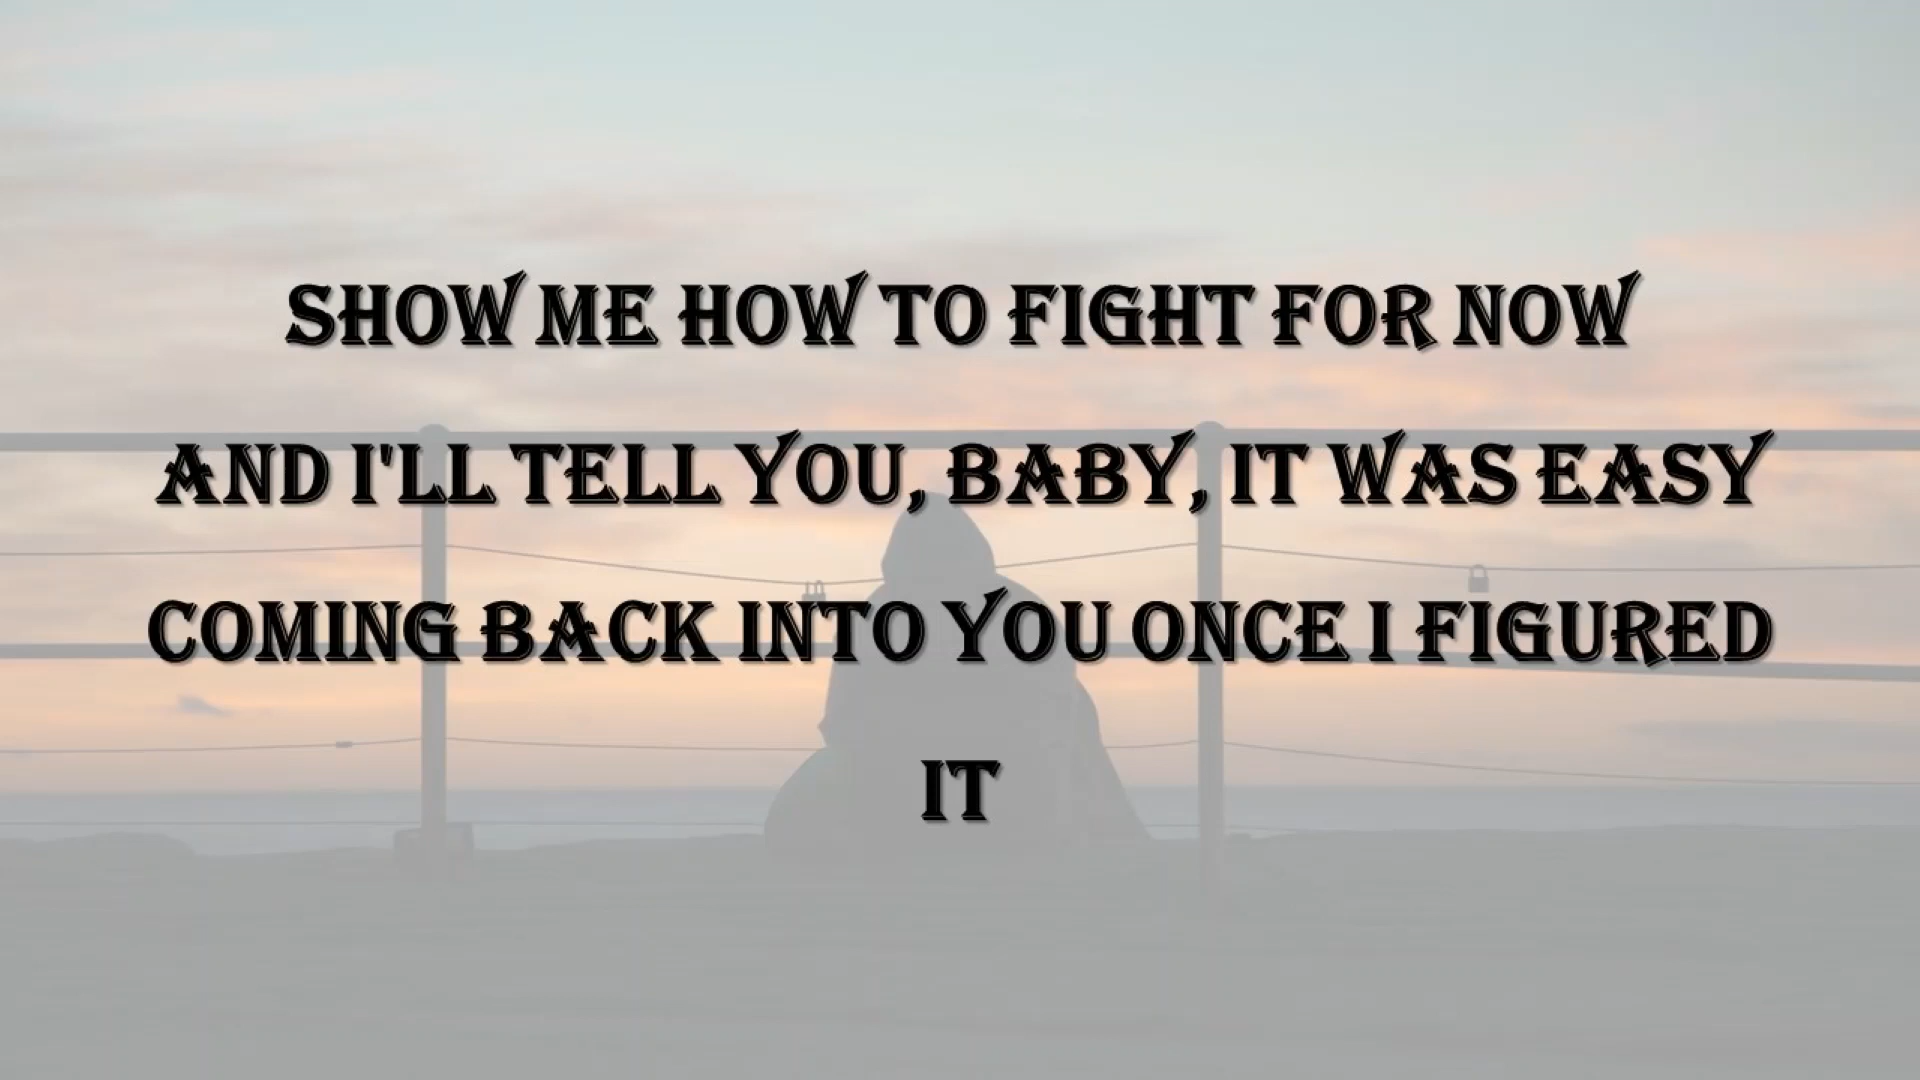 SHOW ME HOW TO FIGHT FOR NOW
AND I'LL TELL YOU, BABY, IT WAS EASY
COMING BACK INTO YOU ONCE I FIGURED
IT